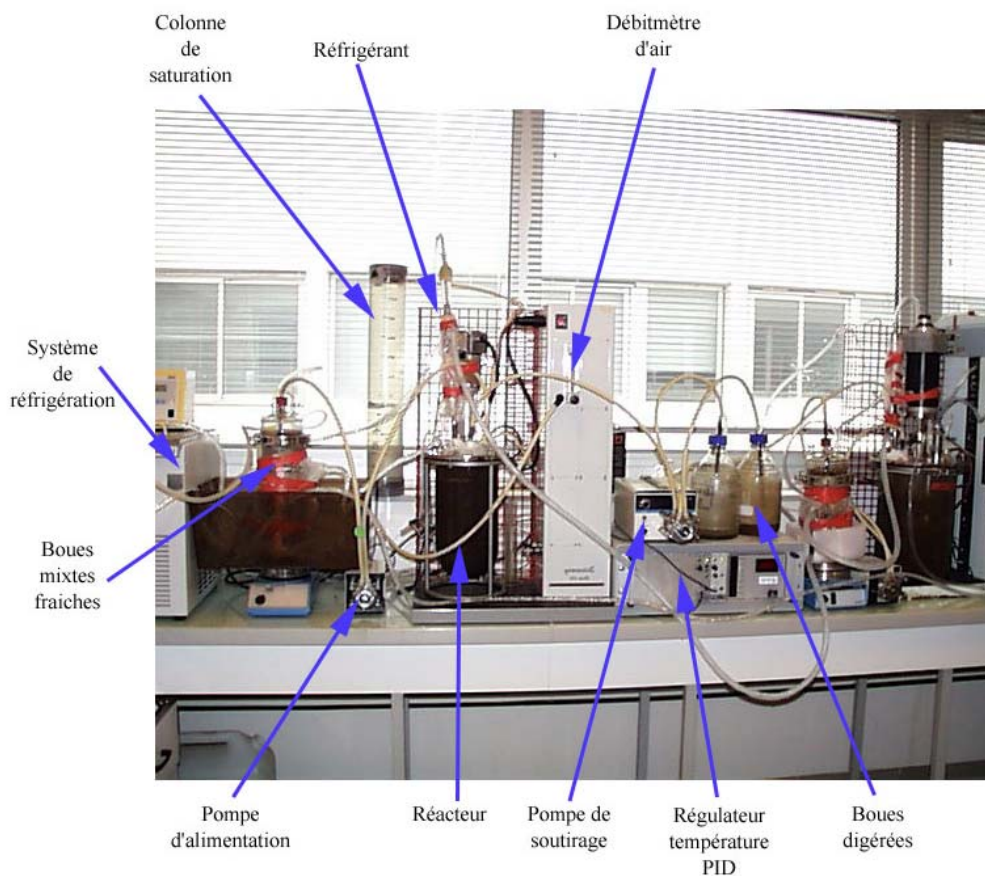 Colonne
de
saturation
Réfrigérant
Débitmètre
d'air
Système
de
réfrigération
Boues
mixtes
fraiches
Pompe
d'alimentation
Réacteur
Pompe de
soutirage
Régulateur
température
PID
Boues
digérées